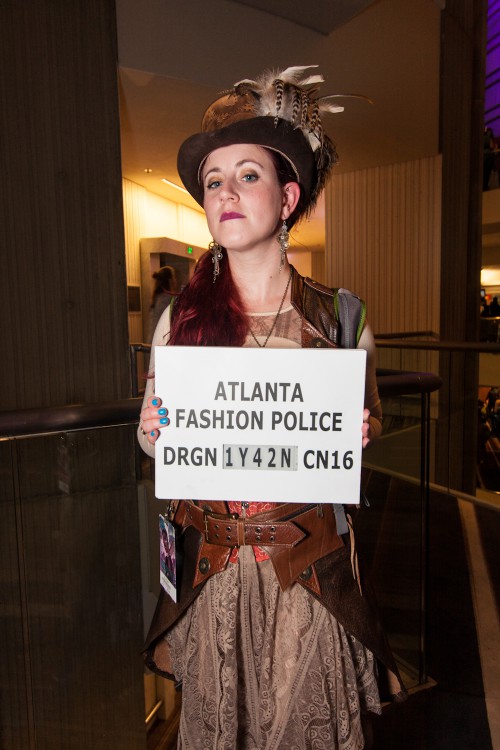 ATLANTA
FASHION POLICE
DRGN 1Y42N CN16